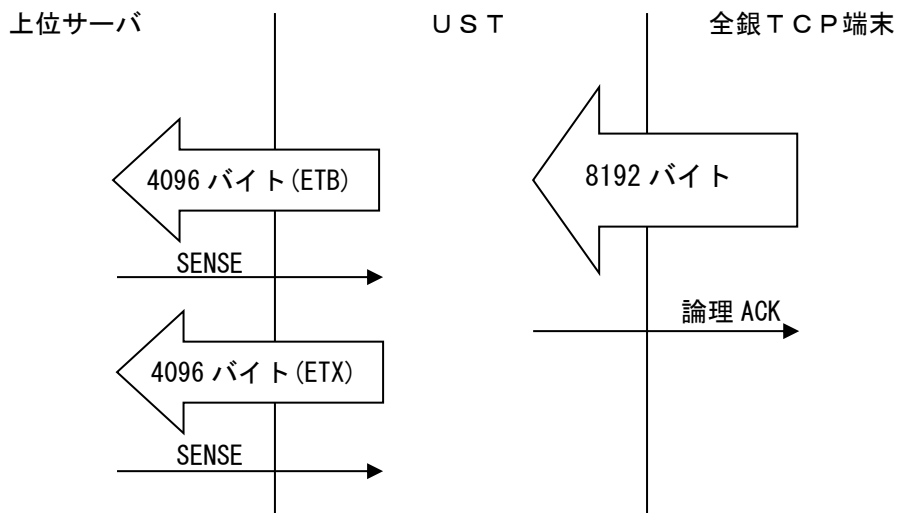 上位サーバ ＵＳＴ 全銀ＴＣＰ端末
4096 バイト(ETB)
8192 バイト
SENSE
論理 ACK
4096 バイト(ETX)
SENSE